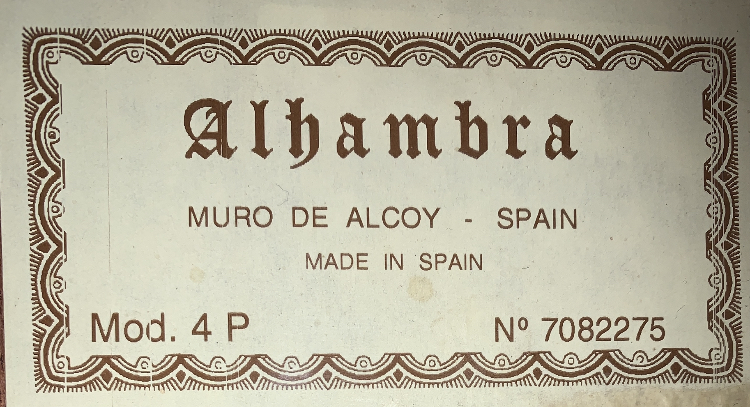 Alhambra
MURO DE ALCOY - SPAIN
MADE IN SPAIN
Mod. 4 P
Nº 7082275